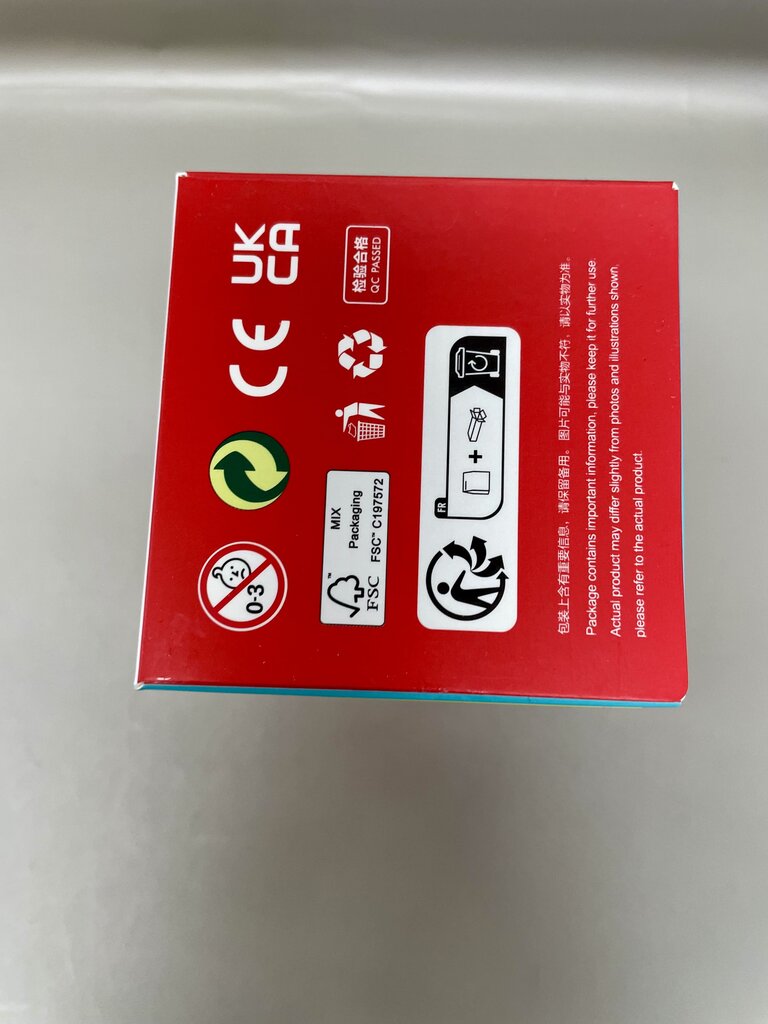 0-3
CE
UK
CA
MIX
Packaging
FSC™ C197572
FSC™
检验合格
QC PASSED
FR
+
包装上含有重要信息，请保留备用。图片可能与实物不符，请以实物为准。
Package contains important information, please keep it for further use.
Actual product may differ slightly from photos and illustrations shown,
please refer to the actual product.